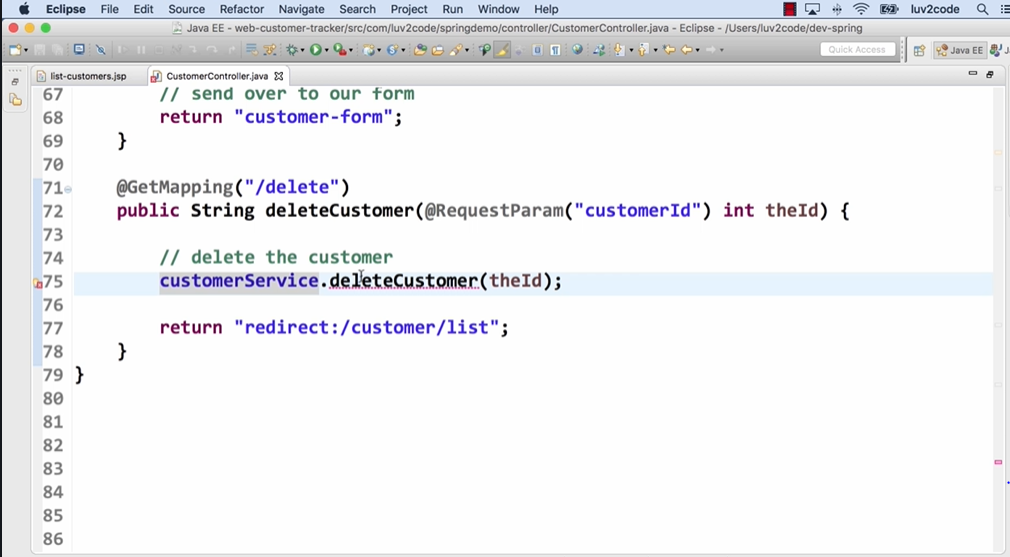 Eclipse File Edit Source Refactor Navigate Search Project Run Window Help luv2code
Java EE - web-customer-tracker/src/com/luv2code/springdemo/controller/CustomerController.java - Eclipse - /Users/luv2code/dev-spring
Quick Access Java EE
list-customers.jsp CustomerController.java
67 // send over to our form
68 return "customer-form";
69 }
70
71 @GetMapping("/delete")
72 public String deleteCustomer(@RequestParam("customerId") int theId) {
73
74 // delete the customer
75 customerService.deleteCustomer(theId);
76
77 return "redirect:/customer/list";
78 }
79 }
80
81
82
83
84
85
86